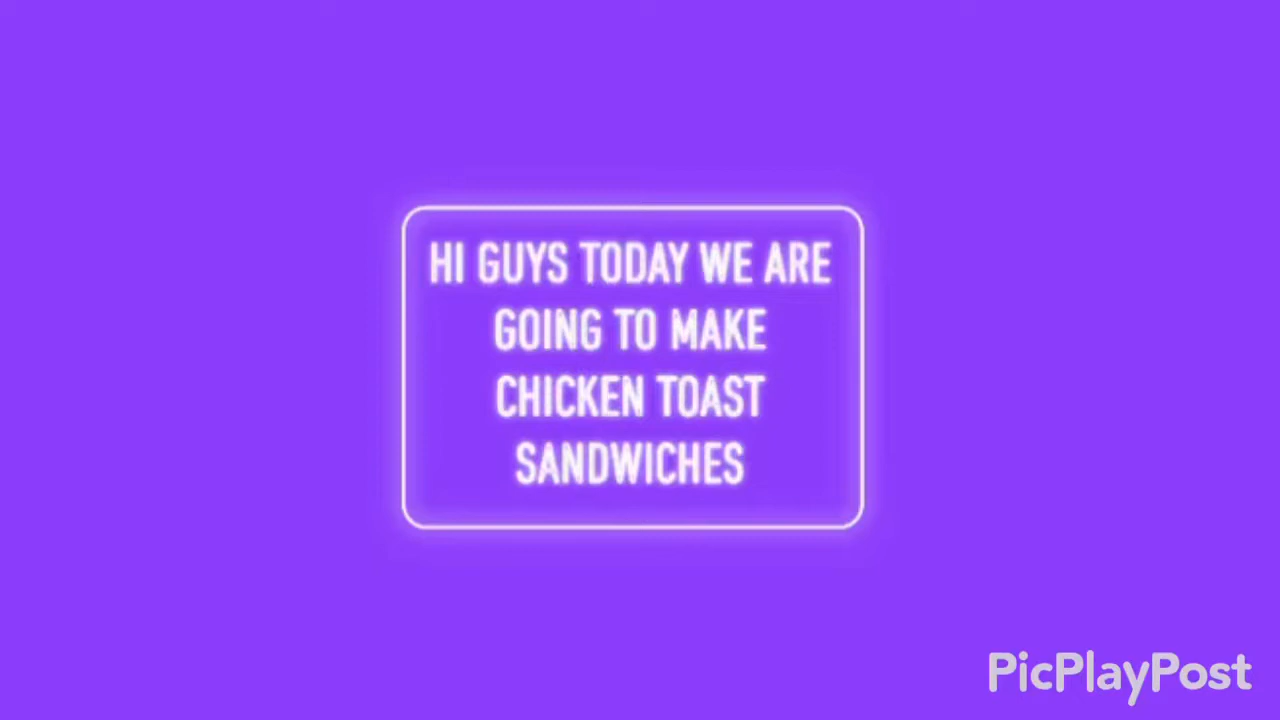 HI GUYS TODAY WE ARE
GOING TO MAKE
CHICKEN TOAST
SANDWICHES
PicPlayPost